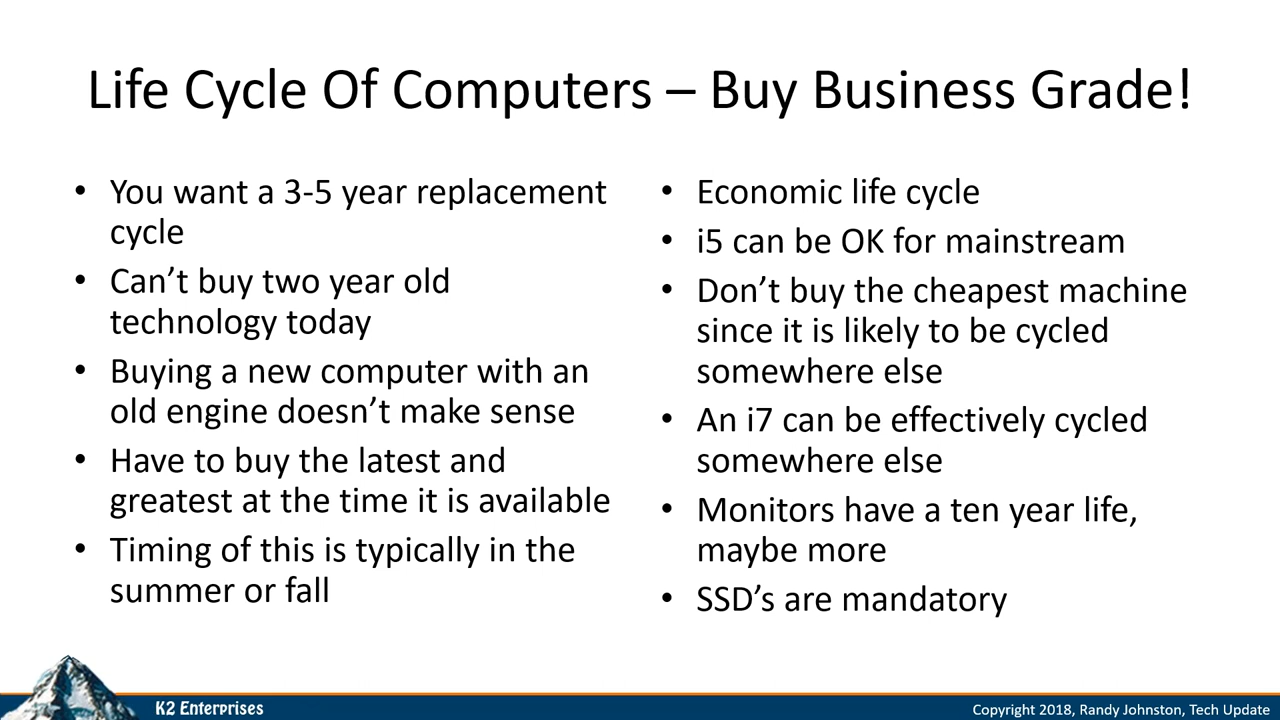 Life Cycle Of Computers – Buy Business Grade!
• You want a 3-5 year replacement
cycle
• Can’t buy two year old
technology today
• Buying a new computer with an
old engine doesn’t make sense
• Have to buy the latest and
greatest at the time it is available
• Timing of this is typically in the
summer or fall
• Economic life cycle
• i5 can be OK for mainstream
• Don’t buy the cheapest machine
since it is likely to be cycled
somewhere else
• An i7 can be effectively cycled
somewhere else
• Monitors have a ten year life,
maybe more
• SSD’s are mandatory
K2 Enterprises
Copyright 2018, Randy Johnston, Tech Update